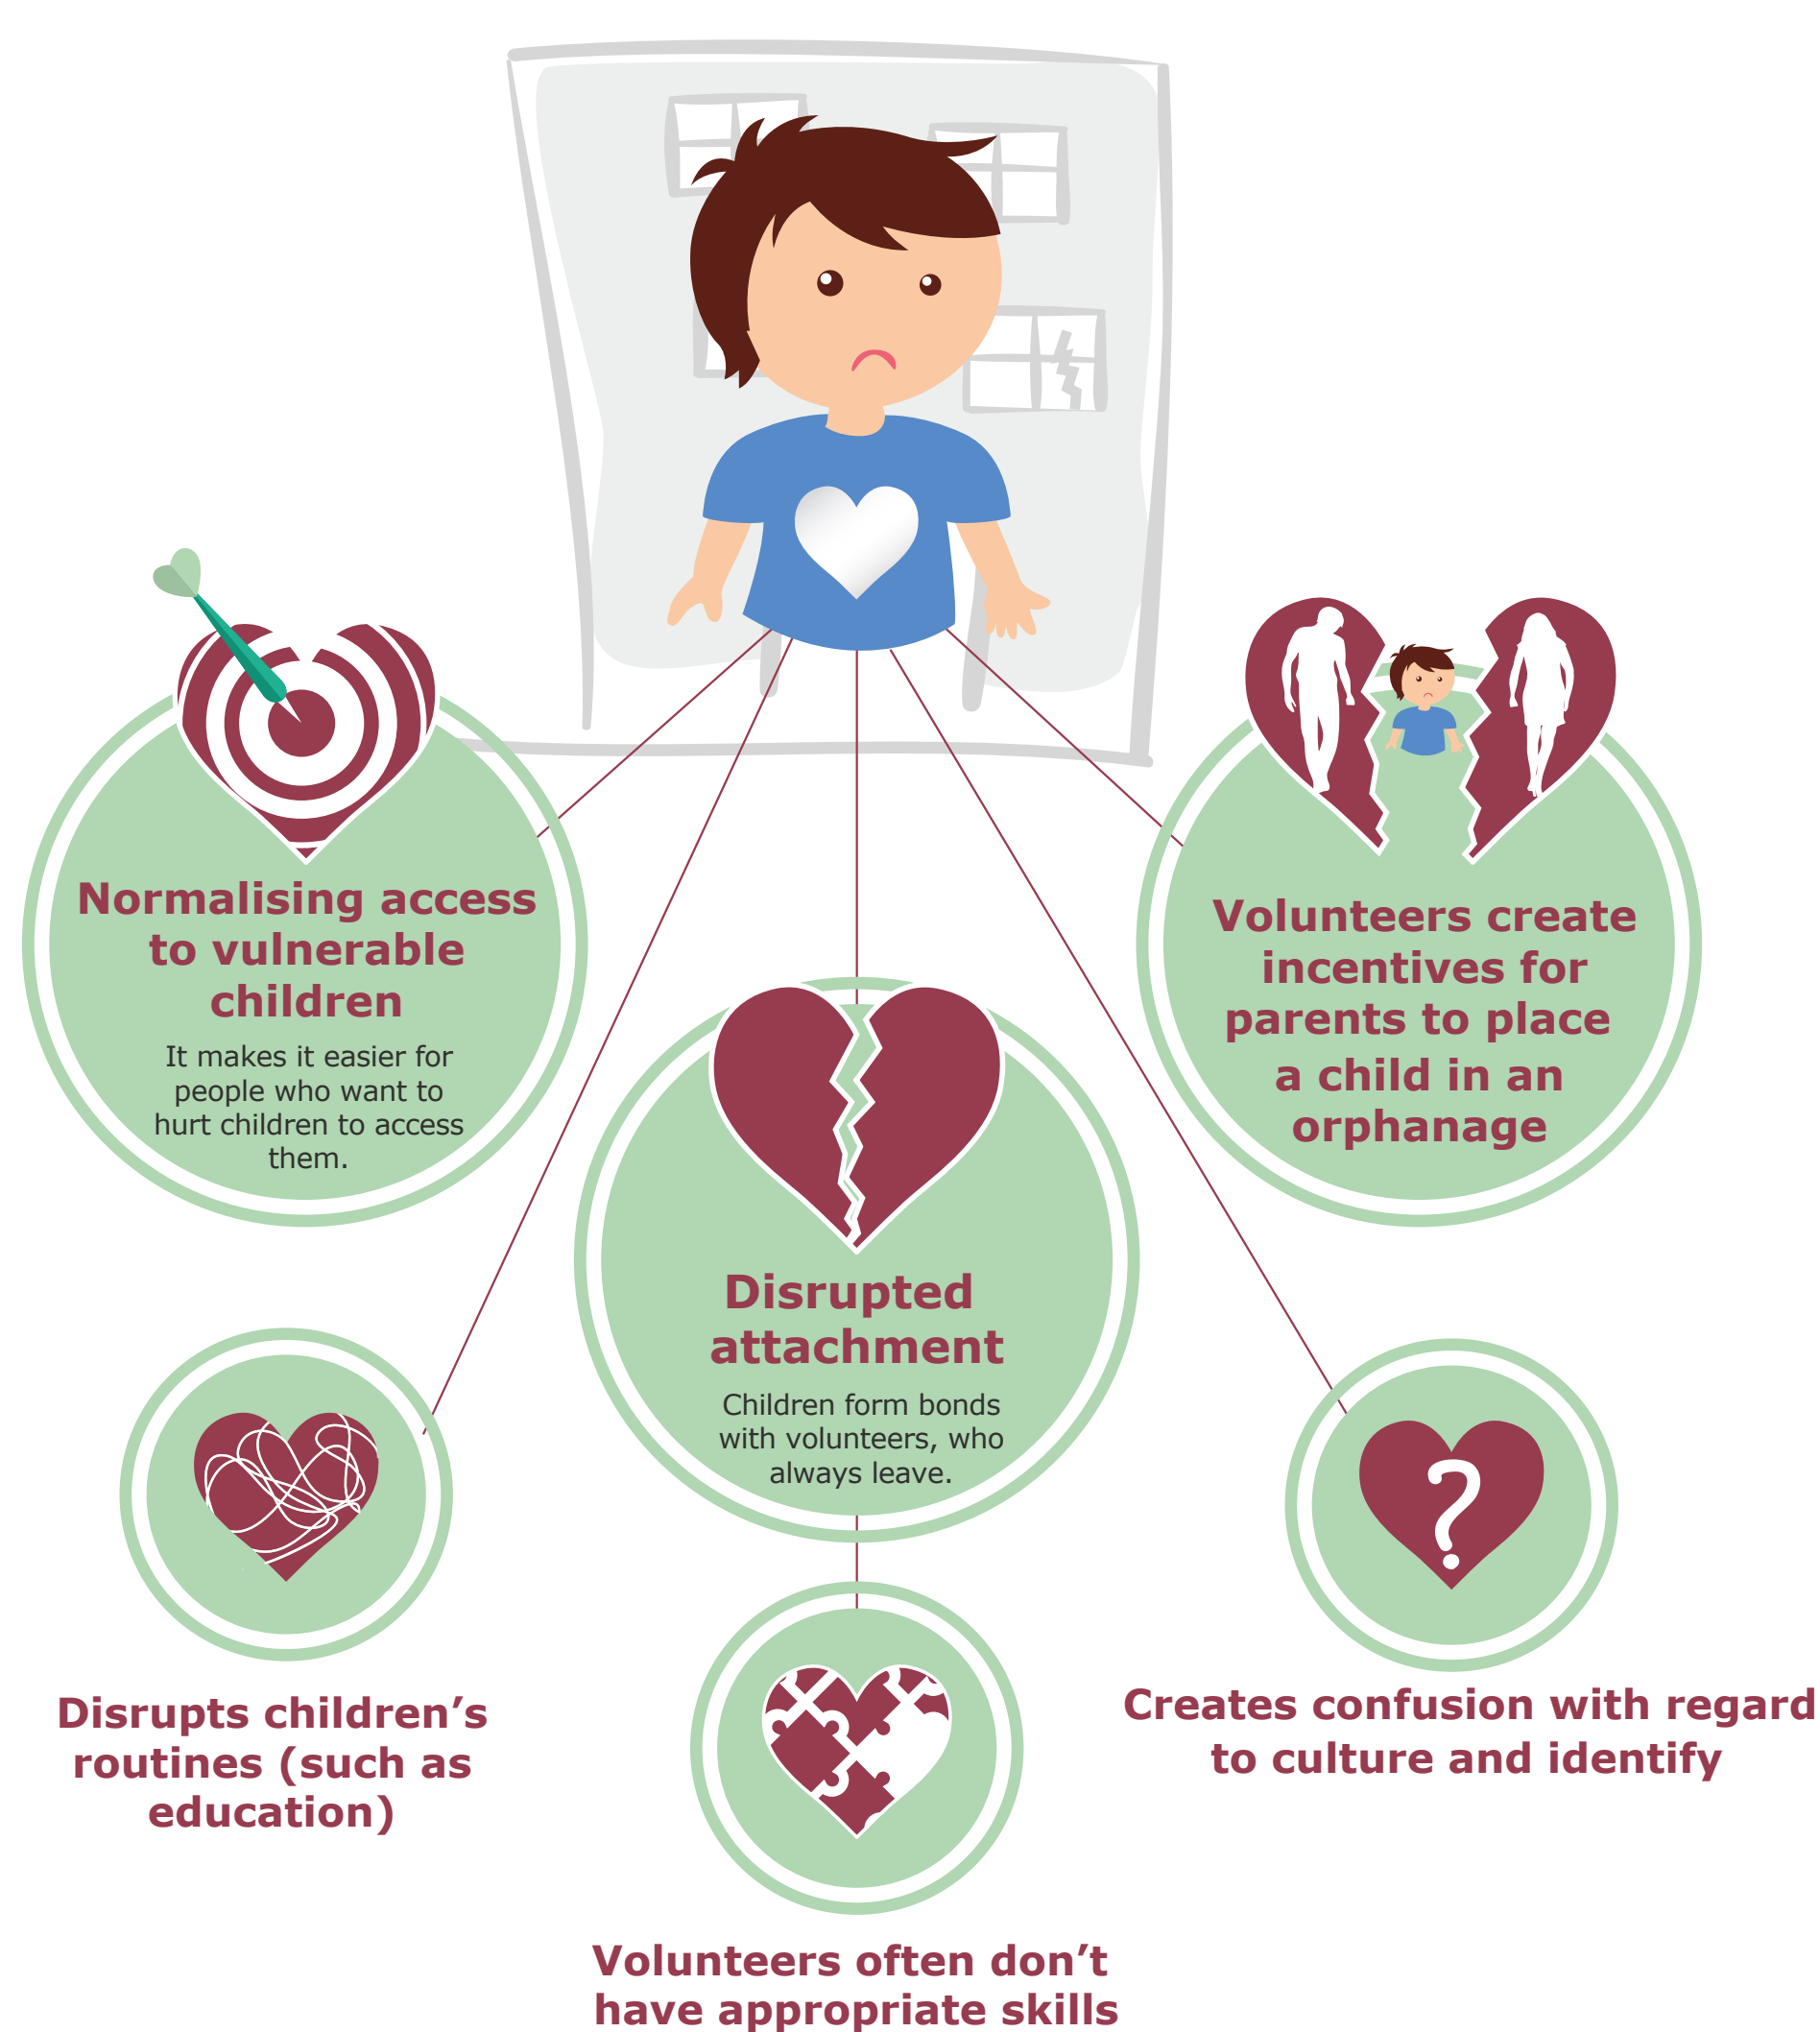 Normalising access
to vulnerable
children
It makes it easier for
people who want to
hurt children to access
them.
Volunteers create
incentives for
parents to place
a child in an
orphanage
Disrupted
attachment
Children form bonds
with volunteers, who
always leave.
Disrupts children’s
routines (such as
education)
Creates confusion with regard
to culture and identify
Volunteers often don’t
have appropriate skills